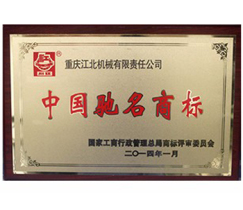 重庆江北机械有限责任公司
中国驰名商标
国家工商行政管理总局商标评审委员会
二〇一四年一月